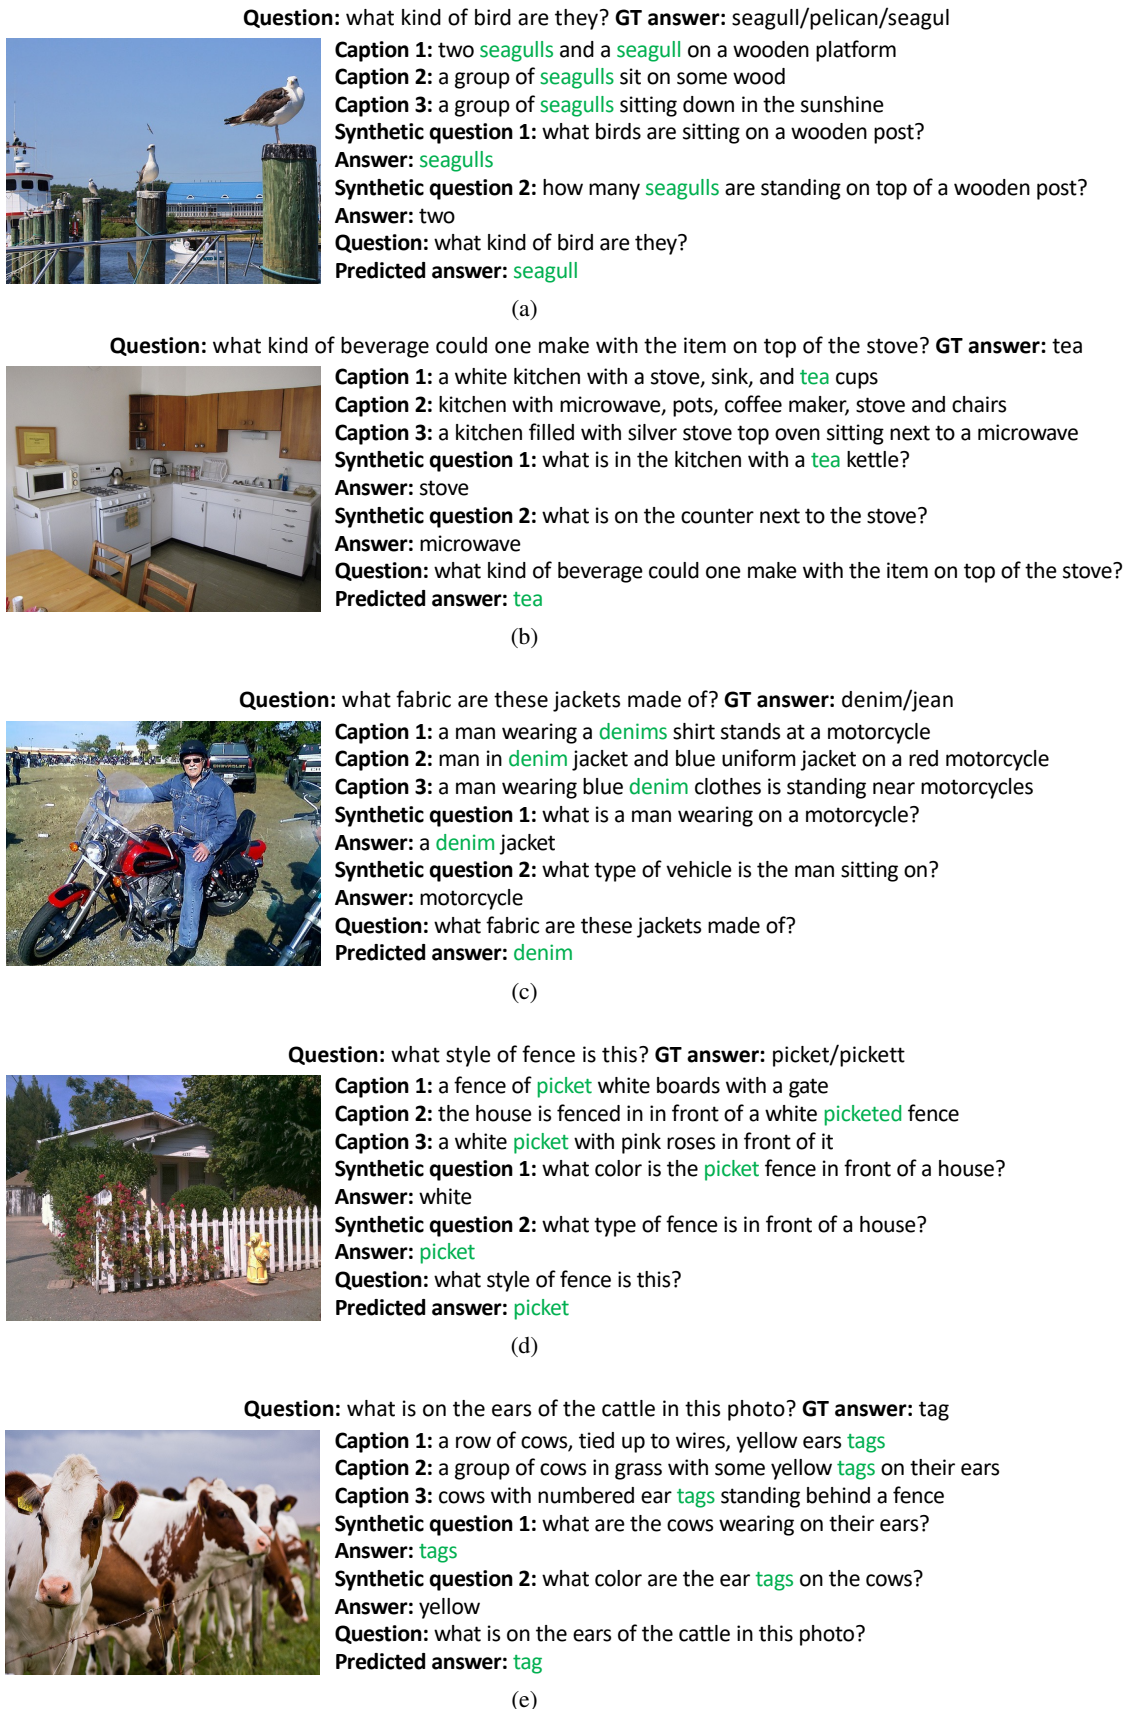 Question: what kind of bird are they? GT answer: seagull/pelican/seagul
Caption 1: two seagulls and a seagull on a wooden platform
Caption 2: a group of seagulls sit on some wood
Caption 3: a group of seagulls sitting down in the sunshine
Synthetic question 1: what birds are sitting on a wooden post?
Answer: seagulls
Synthetic question 2: how many seagulls are standing on top of a wooden post?
Answer: two
Question: what kind of bird are they?
Predicted answer: seagull
(a)
Question: what kind of beverage could one make with the item on top of the stove? GT answer: tea
Caption 1: a white kitchen with a stove, sink, and tea cups
Caption 2: kitchen with microwave, pots, coffee maker, stove and chairs
Caption 3: a kitchen filled with silver stove top oven sitting next to a microwave
Synthetic question 1: what is in the kitchen with a tea kettle?
Answer: stove
Synthetic question 2: what is on the counter next to the stove?
Answer: microwave
Question: what kind of beverage could one make with the item on top of the stove?
Predicted answer: tea
(b)
Question: what fabric are these jackets made of? GT answer: denim/jean
Caption 1: a man wearing a denims shirt stands at a motorcycle
Caption 2: man in denim jacket and blue uniform jacket on a red motorcycle
Caption 3: a man wearing blue denim clothes is standing near motorcycles
Synthetic question 1: what is a man wearing on a motorcycle?
Answer: a denim jacket
Synthetic question 2: what type of vehicle is the man sitting on?
Answer: motorcycle
Question: what fabric are these jackets made of?
Predicted answer: denim
(c)
Question: what style of fence is this? GT answer: picket/pickett
Caption 1: a fence of picket white boards with a gate
Caption 2: the house is fenced in in front of a white picketed fence
Caption 3: a white picket with pink roses in front of it
Synthetic question 1: what color is the picket fence in front of a house?
Answer: white
Synthetic question 2: what type of fence is in front of a house?
Answer: picket
Question: what style of fence is this?
Predicted answer: picket
(d)
Question: what is on the ears of the cattle in this photo? GT answer: tag
Caption 1: a row of cows, tied up to wires, yellow ears tags
Caption 2: a group of cows in grass with some yellow tags on their ears
Caption 3: cows with numbered ear tags standing behind a fence
Synthetic question 1: what are the cows wearing on their ears?
Answer: tags
Synthetic question 2: what color are the ear tags on the cows?
Answer: yellow
Question: what is on the ears of the cattle in this photo?
Predicted answer: tag
(e)